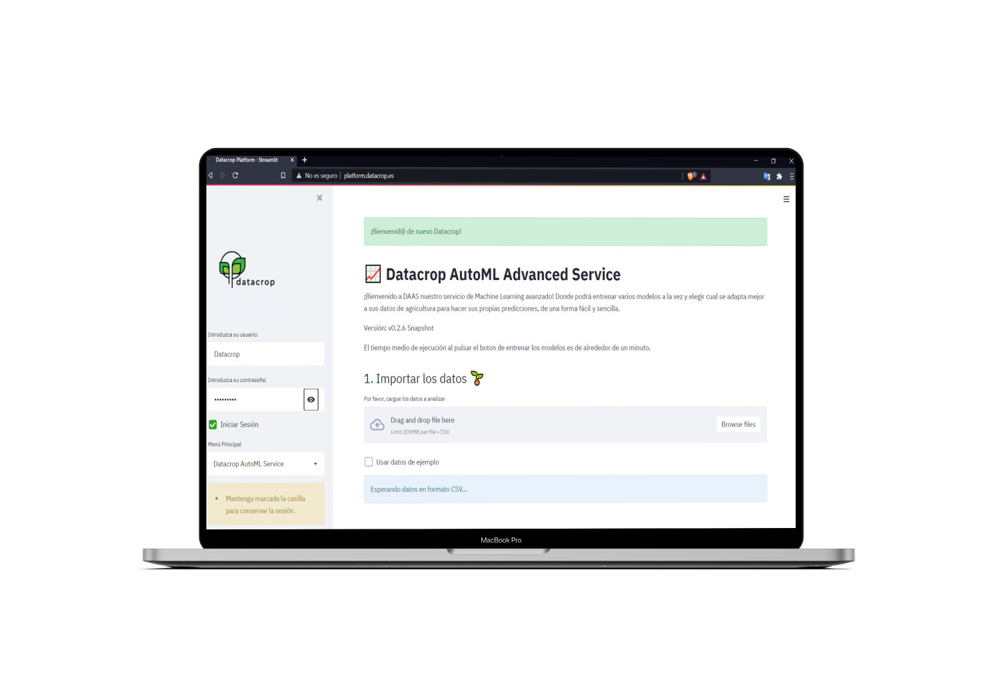 Datacrop Platform · Streamlit
No es seguro | platform.datacrop.es
datacrop
Introduzca su usuario:
Datacrop
Introduzca su contraseña:
•••••••••
Iniciar Sesión
Menú Principal
Datacrop AutoML Service
• Mantenga marcada la casilla
para conservar la sesión.
¡Bienvenid@ de nuevo Datacrop!
Datacrop AutoML Advanced Service
¡Bienvenido a DAAS nuestro servicio de Machine Learning avanzado! Donde podrá entrenar varios modelos a la vez y elegir cual se adapta mejor
a sus datos de agricultura para hacer sus propias predicciones, de una forma fácil y sencilla.
Versión: v0.2.6 Snapshot
El tiempo medio de ejecución al pulsar el boton de entrenar los modelos es de alrededor de un minuto.
1. Importar los datos
Por favor, cargue los datos a analizar
Drag and drop file here
Limit 200MB per file • CSV
Browse files
Usar datos de ejemplo
Esperando datos en formato CSV...
MacBook Pro